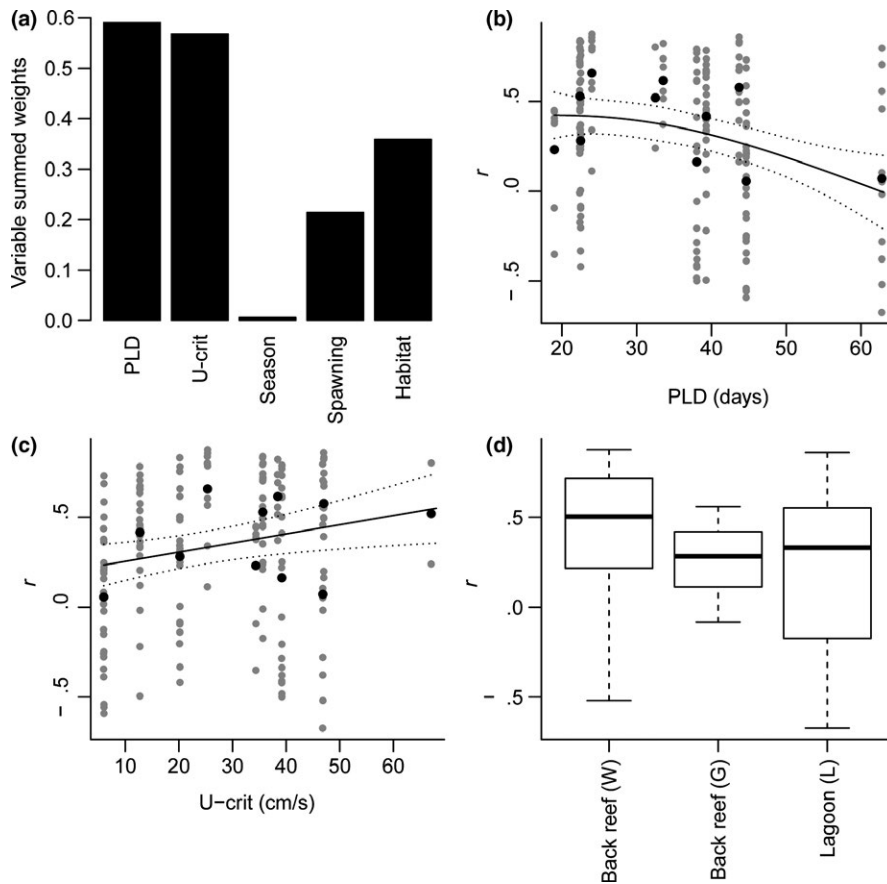 (a)
Variable summed weights
0.6
0.5
0.4
0.3
0.2
0.1
0.0
PLD
U-crit
Season
Spawning
Habitat
(b)
r
.5
.0
– .5
20 30 40 50 60
PLD (days)
(c)
r
.5
.0
– .5
10 20 30 40 50 60
U−crit (cm/s)
(d)
r
.5
.0
– .5
Back reef (W)
Back reef (G)
Lagoon (L)